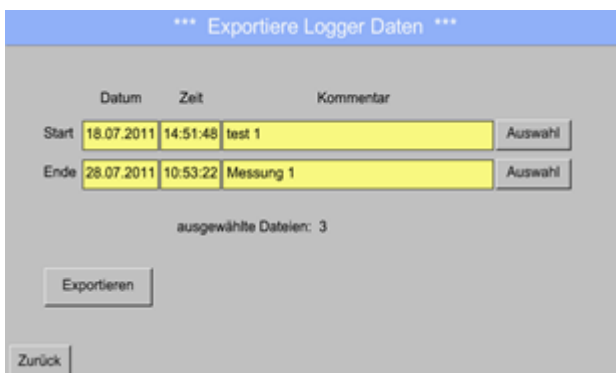 *** Exportiere Logger Daten ***
Datum Zeit Kommentar
Start 18.07.2011 14:51:48 test 1 Auswahl
Ende 28.07.2011 10:53:22 Messung 1 Auswahl
ausgewählte Dateien: 3
Exportieren
Zurück